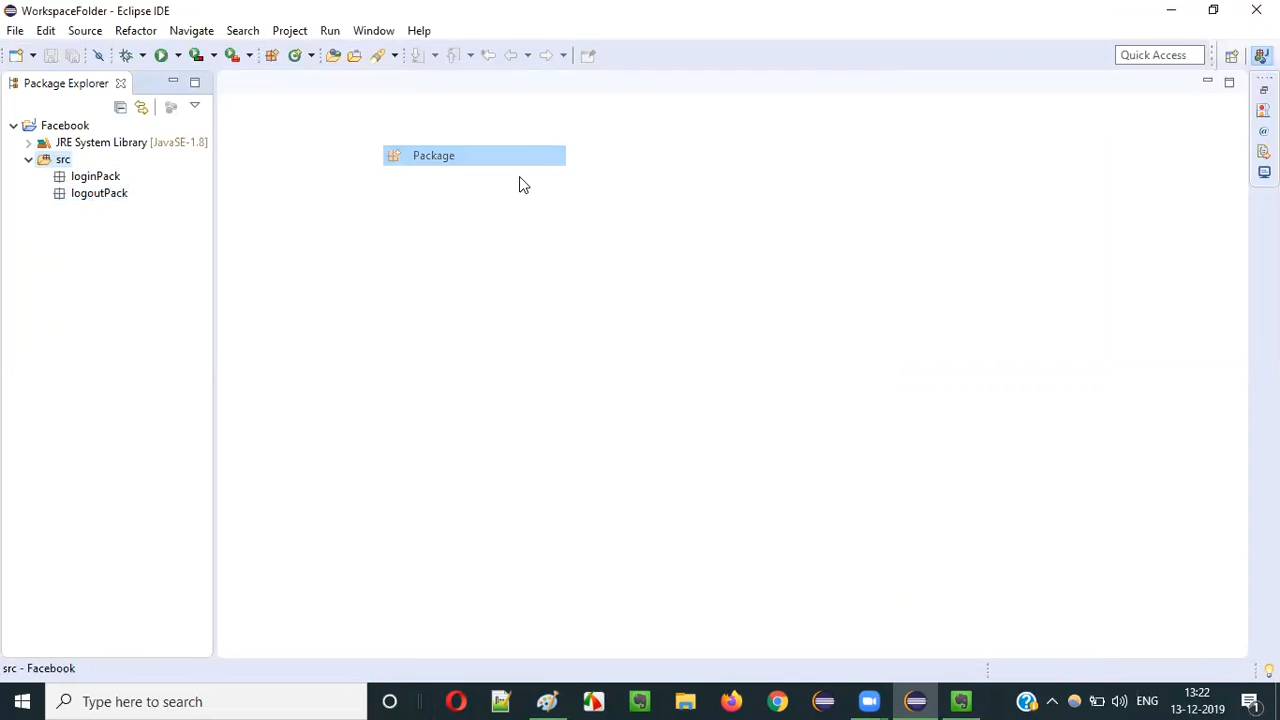 WorkspaceFolder - Eclipse IDE
File Edit Source Refactor Navigate Search Project Run Window Help
Quick Access
Package Explorer
Facebook
JRE System Library [JavaSE-1.8]
src
loginPack
logoutPack
Package
src - Facebook
Type here to search
ENG
13:22
13-12-2019
1